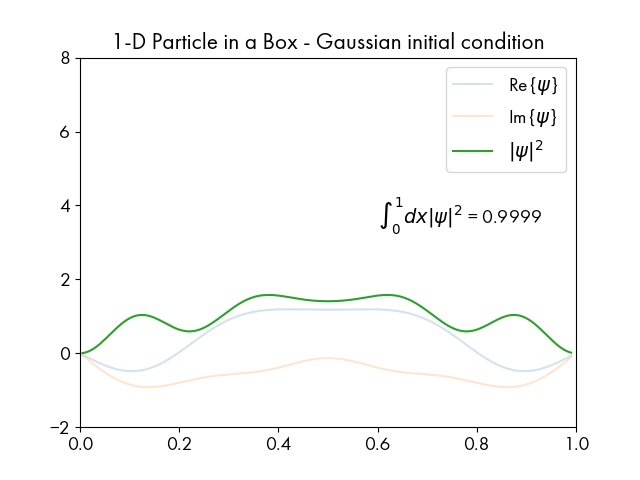 1-D Particle in a Box - Gaussian initial condition
8
Re{ψ}
Im{ψ}
|ψ|²
6
4
∫₀¹dx|ψ|² = 0.9999
2
0
−2
0.0 0.2 0.4 0.6 0.8 1.0